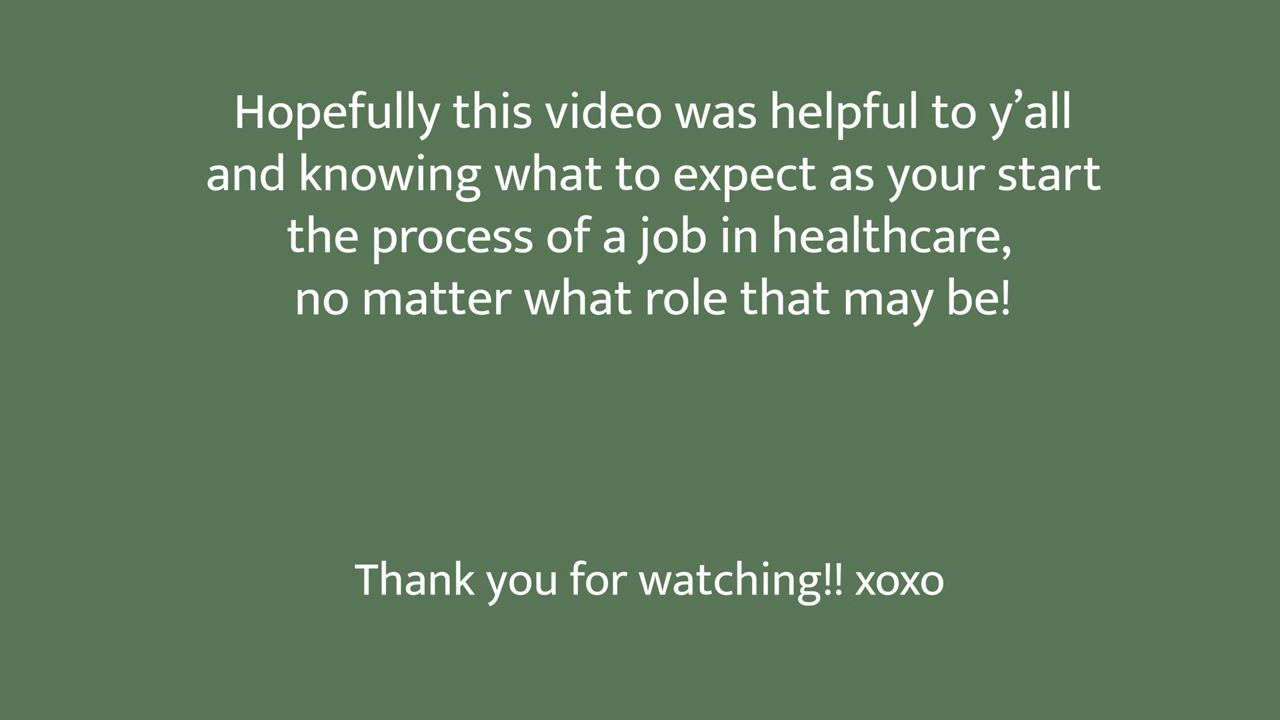 Hopefully this video was helpful to y’all
and knowing what to expect as your start
the process of a job in healthcare,
no matter what role that may be!
Thank you for watching!! xoxo